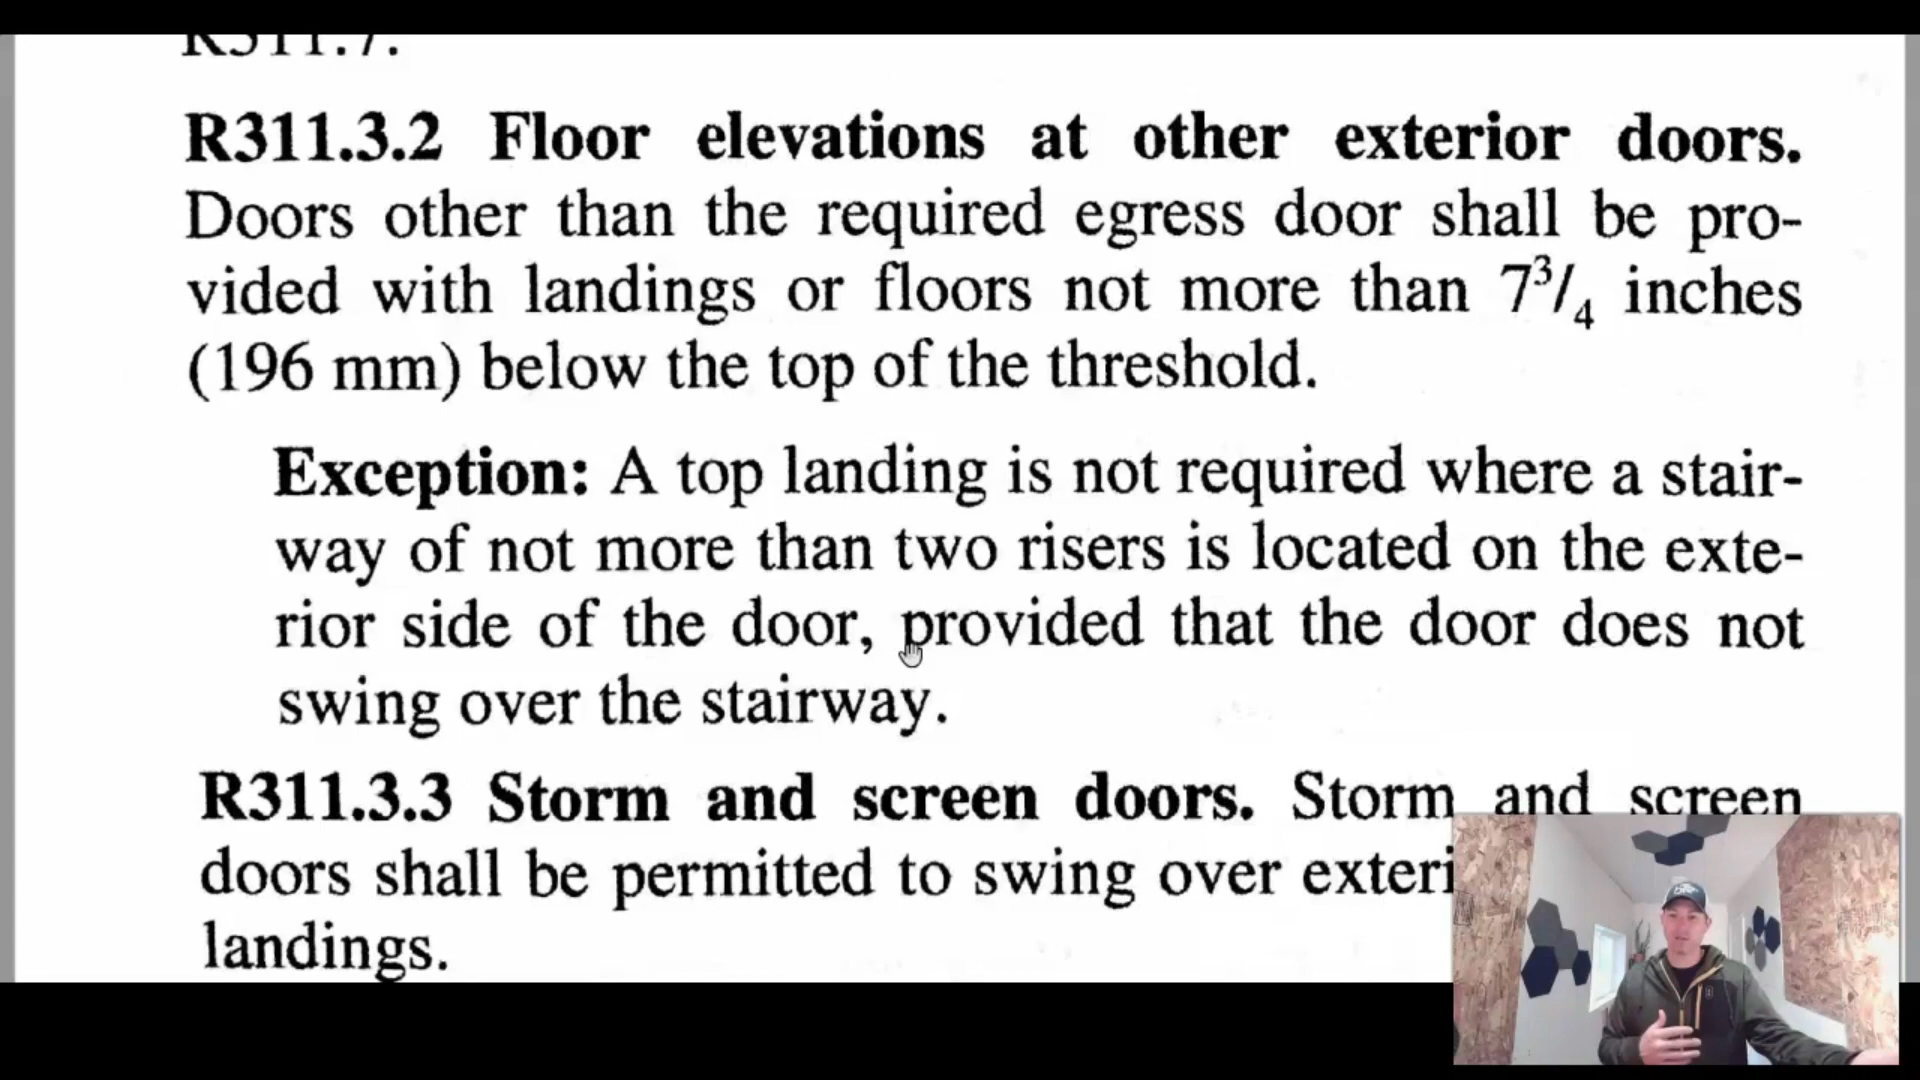 R311.7.
R311.3.2 Floor elevations at other exterior doors.
Doors other than the required egress door shall be pro-
vided with landings or floors not more than 7 3/4 inches
(196 mm) below the top of the threshold.
Exception: A top landing is not required where a stair-
way of not more than two risers is located on the exte-
rior side of the door, provided that the door does not
swing over the stairway.
R311.3.3 Storm and screen doors. Storm and screen
doors shall be permitted to swing over exteri
landings.